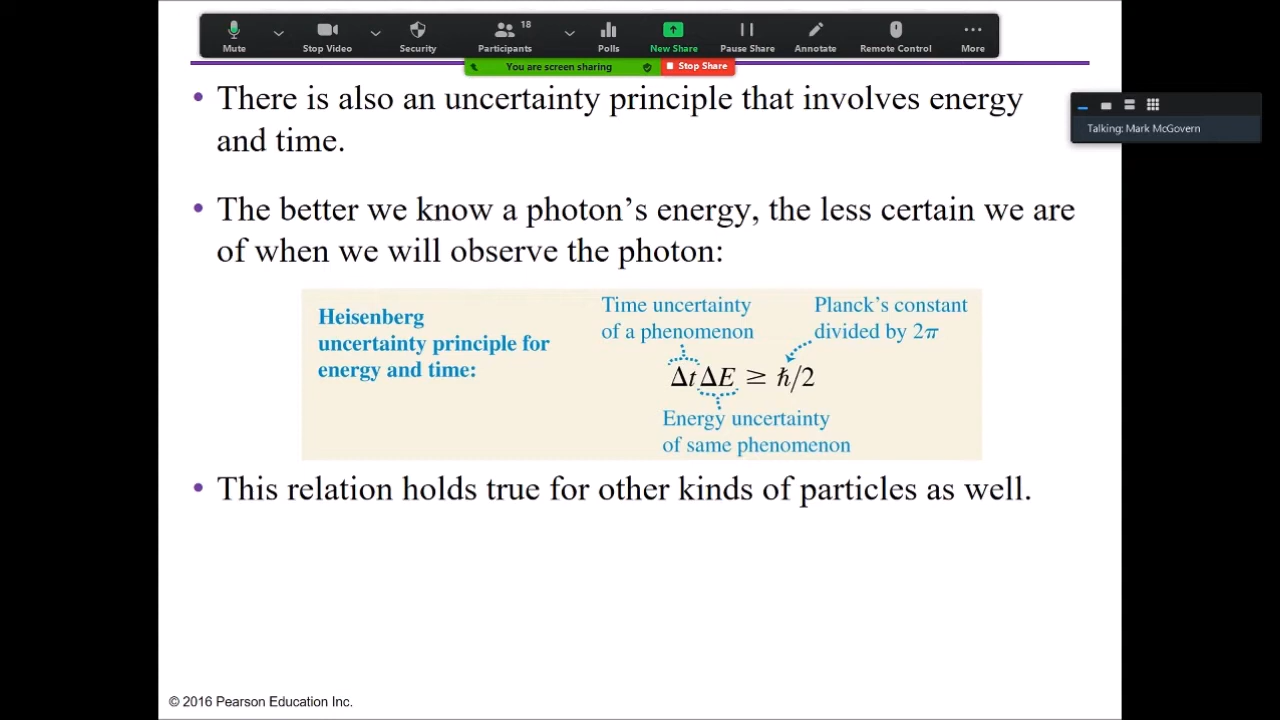 18
Mute
Stop Video
Security
Participants
Polls
New Share
Pause Share
Annotate
Remote Control
More
You are screen sharing
Stop Share
Talking: Mark McGovern
• There is also an uncertainty principle that involves energy
and time.
• The better we know a photon’s energy, the less certain we are
of when we will observe the photon:
Heisenberg
uncertainty principle for
energy and time:
Time uncertainty
of a phenomenon
Planck’s constant
divided by 2π
ΔtΔE ≥ ℏ/2
Energy uncertainty
of same phenomenon
• This relation holds true for other kinds of particles as well.
© 2016 Pearson Education Inc.